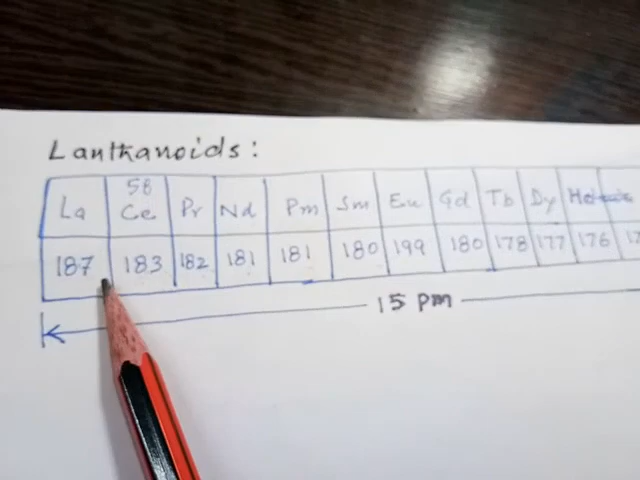 Lanthanoids:
58
La Ce Pr Nd Pm Sm Eu Gd Tb Dy Ho
187 183 182 181 181 180 199 180 178 177 176
15 pm